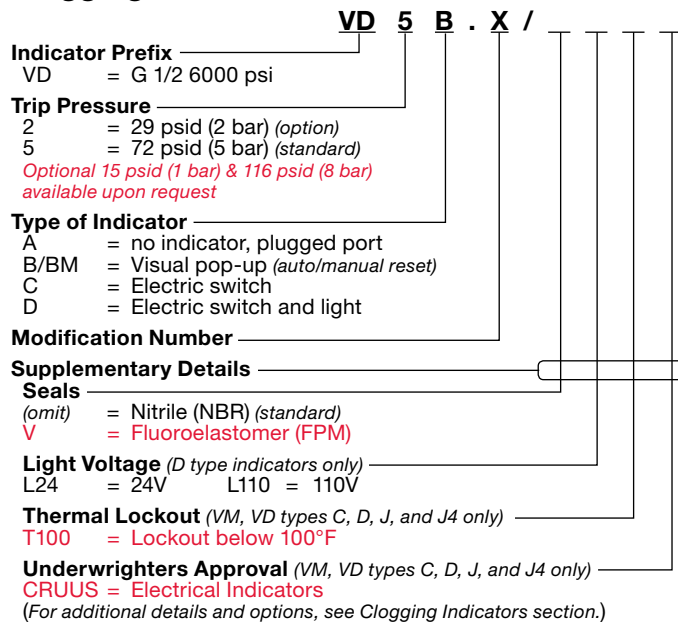 VD 5 B . X /
Indicator Prefix
VD = G 1/2 6000 psi
Trip Pressure
2 = 29 psid (2 bar) (option)
5 = 72 psid (5 bar) (standard)
Optional 15 psid (1 bar) & 116 psid (8 bar)
available upon request
Type of Indicator
A = no indicator, plugged port
B/BM = Visual pop-up (auto/manual reset)
C = Electric switch
D = Electric switch and light
Modification Number
Supplementary Details
Seals
(omit) = Nitrile (NBR) (standard)
V = Fluoroelastomer (FPM)
Light Voltage (D type indicators only)
L24 = 24V L110 = 110V
Thermal Lockout (VM, VD types C, D, J, and J4 only)
T100 = Lockout below 100°F
Underwrighters Approval (VM, VD types C, D, J, and J4 only)
CRUUS = Electrical Indicators
(For additional details and options, see Clogging Indicators section.)